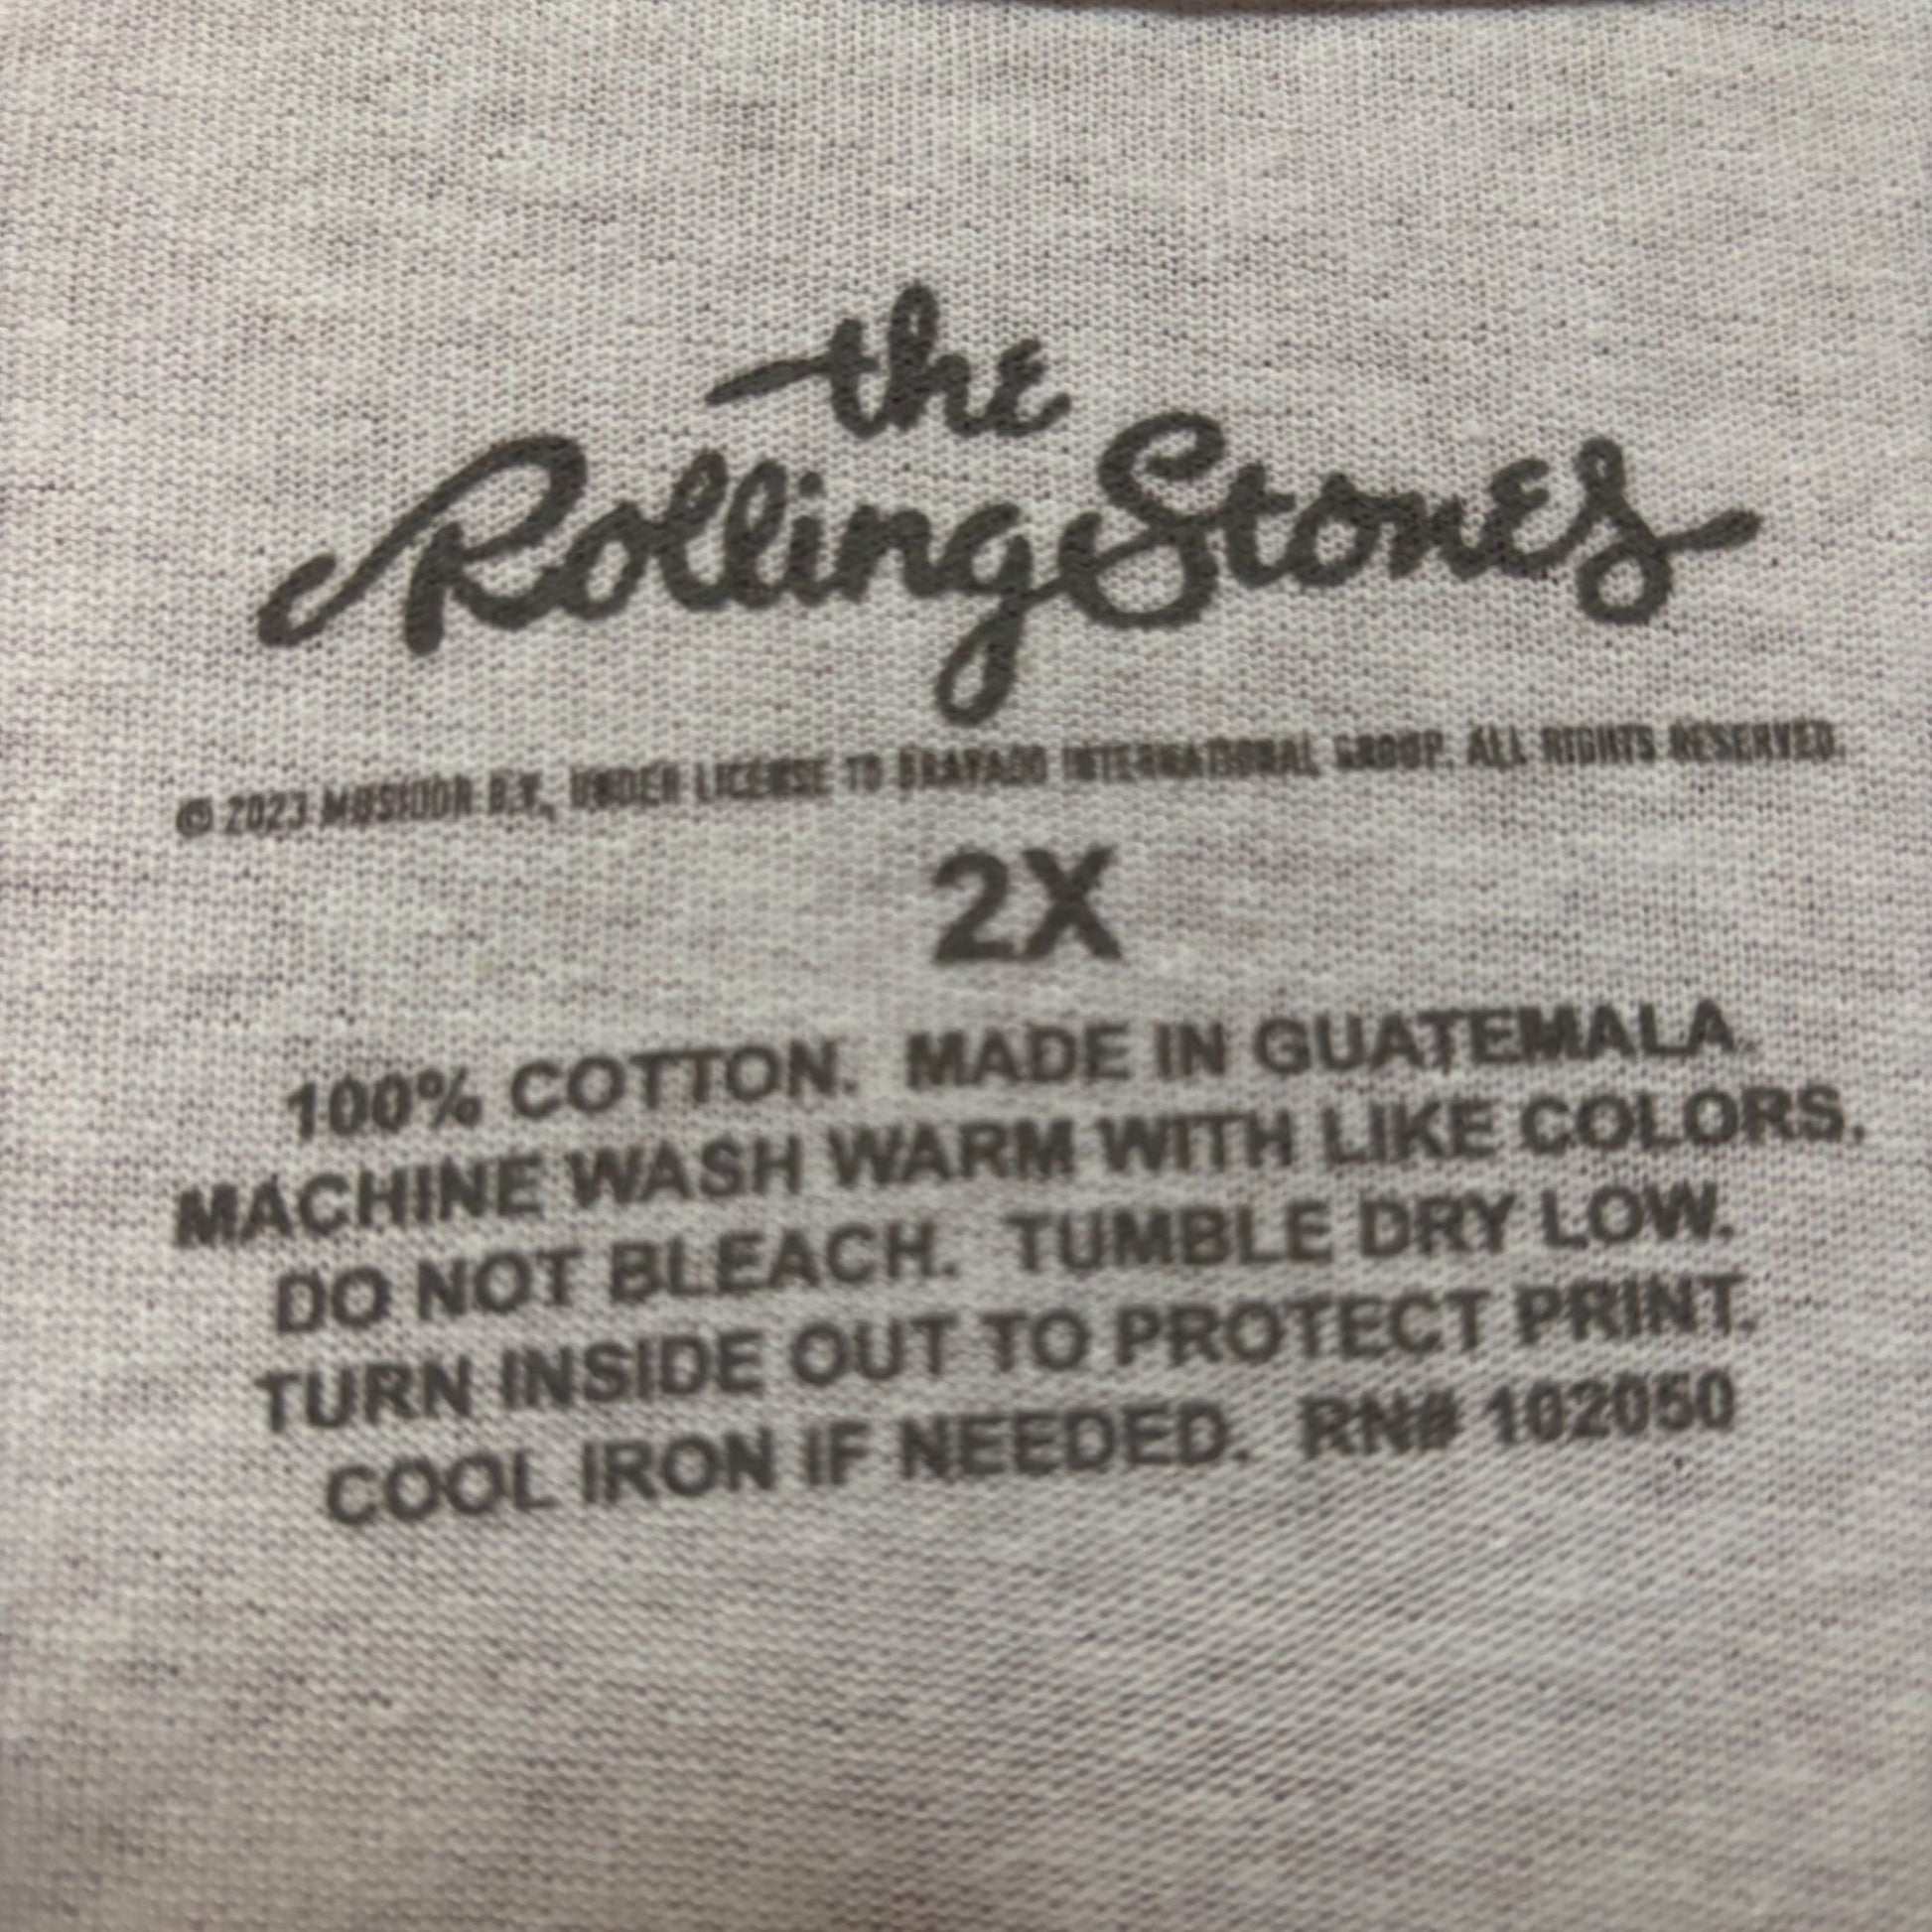 the
Rolling Stones
© 2023 MUSIDOR B.V., UNDER LICENSE TO BRAVADO INTERNATIONAL GROUP. ALL RIGHTS RESERVED.
2X
100% COTTON. MADE IN GUATEMALA.
MACHINE WASH WARM WITH LIKE COLORS.
DO NOT BLEACH. TUMBLE DRY LOW.
TURN INSIDE OUT TO PROTECT PRINT.
COOL IRON IF NEEDED. RN# 102050